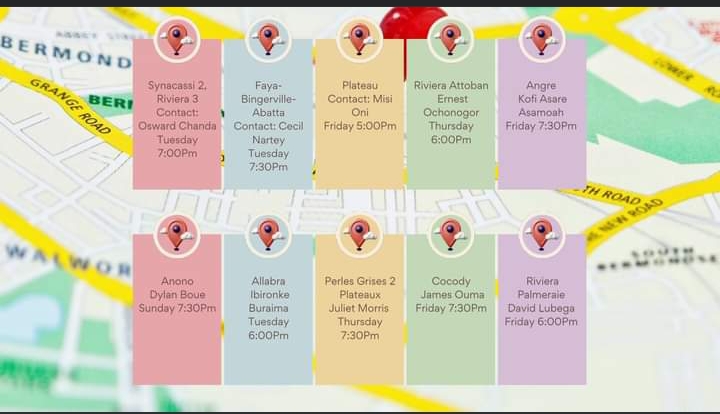 ABBEY STREET
BERMOND
GRANGE ROAD
BERM
LOWER
ROAD
TH ROAD
THE NEW ROAD
SOUTH
WALWOR
Synacassi 2,
Riviera 3
Contact:
Osward Chanda
Tuesday
7:00Pm
Faya-
Bingerville-
Abatta
Contact: Cecil
Nartey
Tuesday
7:30Pm
Plateau
Contact: Misi
Oni
Friday 5:00Pm
Riviera Attoban
Ernest
Ochonogor
Thursday
6:00Pm
Angre
Kofi Asare
Asamoah
Friday 7:30Pm
Anono
Dylan Boue
Sunday 7:30Pm
Allabra
Ibironke
Buraima
Tuesday
6:00Pm
Perles Grises 2
Plateaux
Juliet Morris
Thursday
7:30Pm
Cocody
James Ouma
Friday 7:30Pm
Riviera
Palmeraie
David Lubega
Friday 6:00Pm